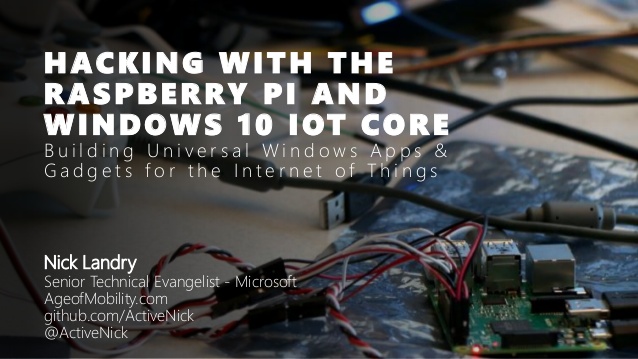 HACKING WITH THE
RASPBERRY PI AND
WINDOWS 10 IOT CORE
Building Universal Windows Apps &
Gadgets for the Internet of Things
Nick Landry
Senior Technical Evangelist - Microsoft
AgeofMobility.com
github.com/ActiveNick
@ActiveNick